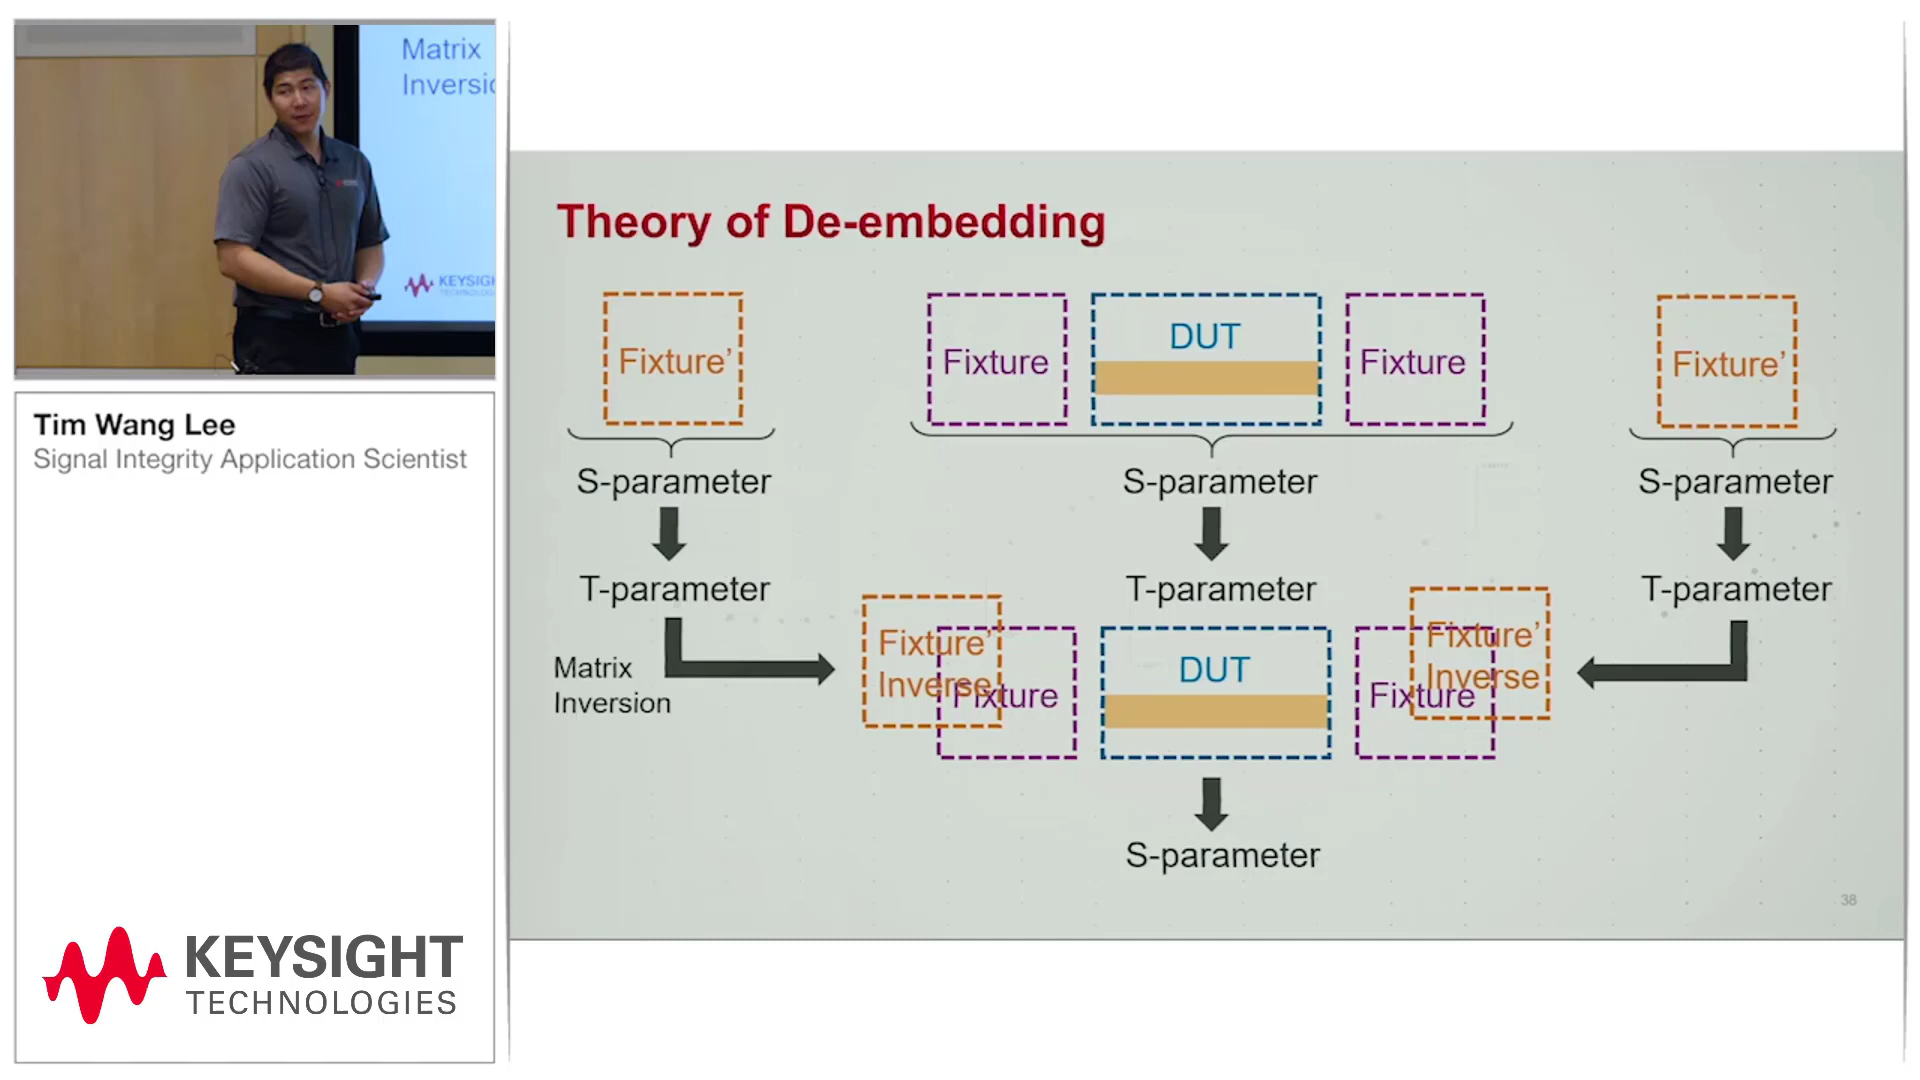 Matrix
Inversic
KEYSIGH
Tim Wang Lee
Signal Integrity Application Scientist
KEYSIGHT
TECHNOLOGIES
Theory of De-embedding
Fixture’
Fixture
DUT
Fixture
Fixture’
S-parameter
S-parameter
S-parameter
T-parameter
T-parameter
T-parameter
Matrix
Inversion
Fixture’
Inverse
Fixture
DUT
Fixture
Fixture’
Inverse
S-parameter
38